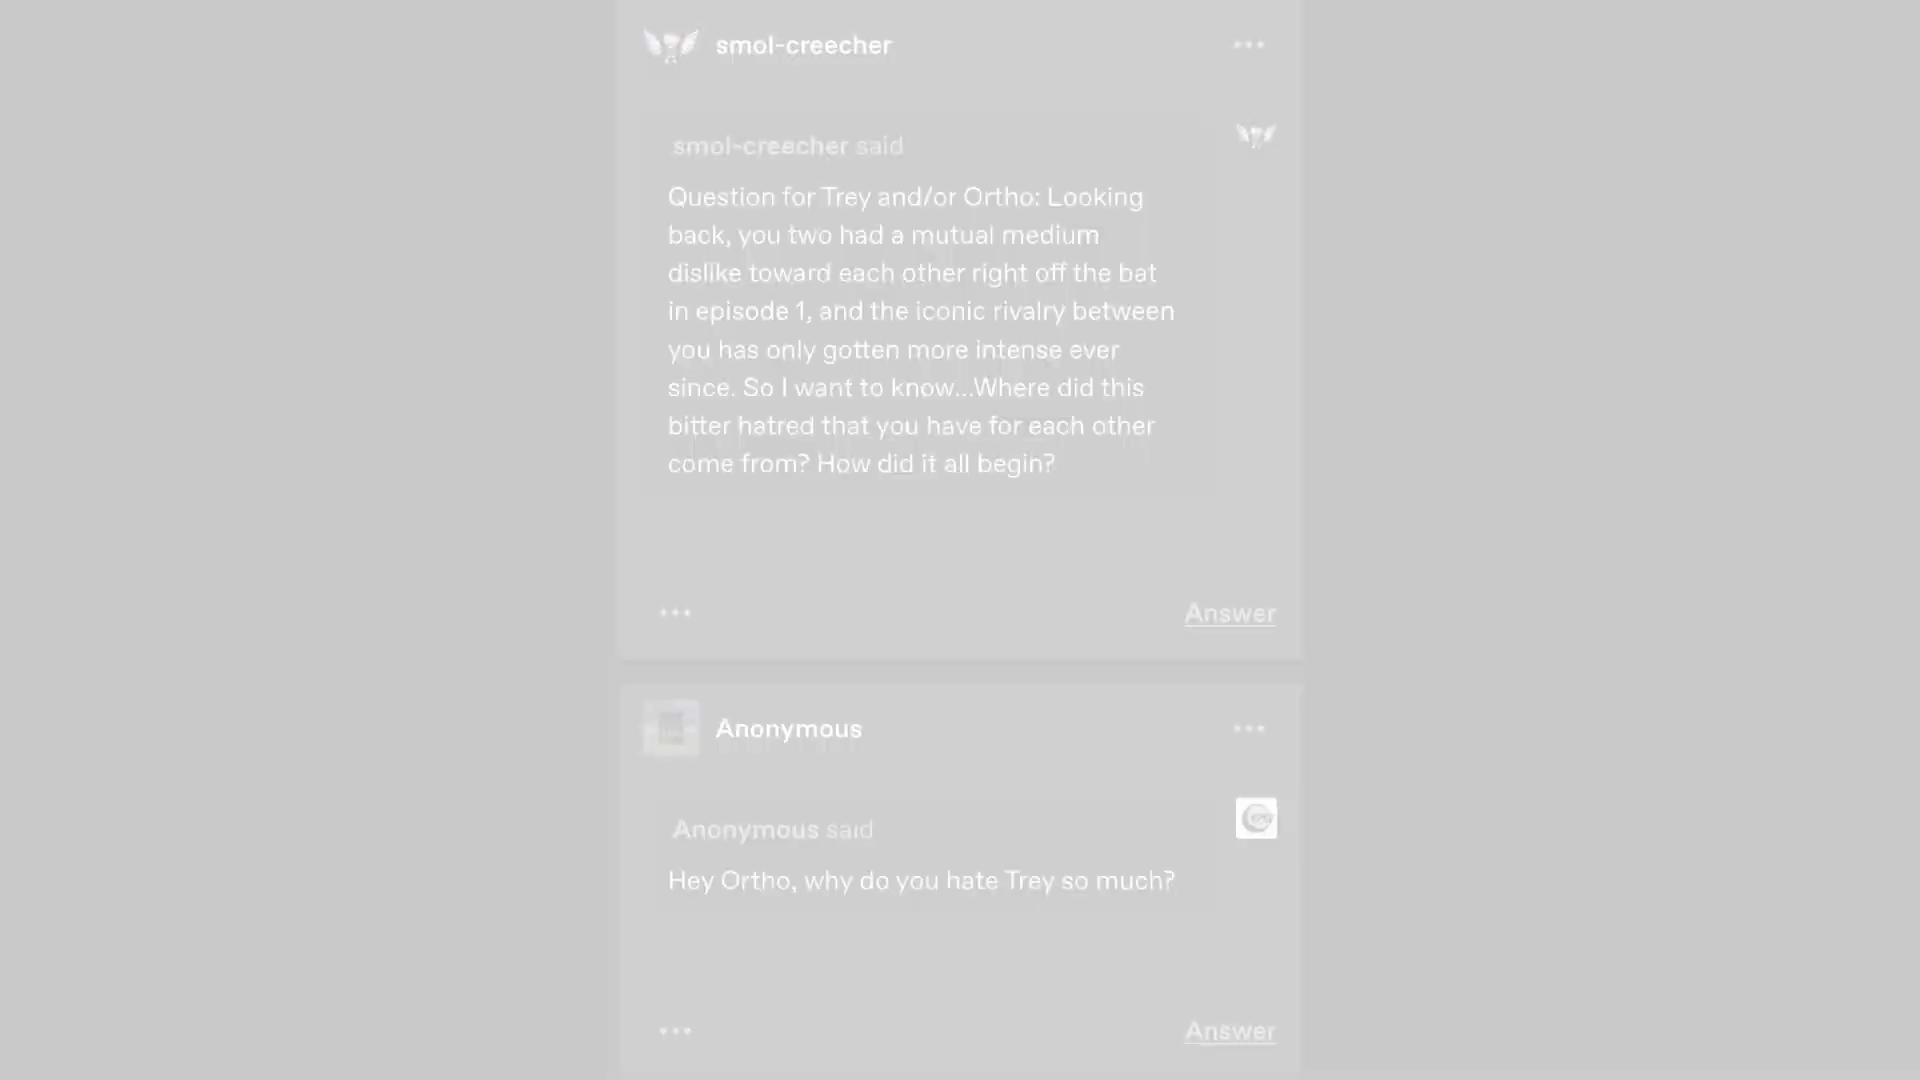 smol-creecher
smol-creecher said
Question for Trey and/or Ortho: Looking
back, you two had a mutual medium
dislike toward each other right off the bat
in episode 1, and the iconic rivalry between
you has only gotten more intense ever
since. So I want to know...Where did this
bitter hatred that you have for each other
come from? How did it all begin?
Answer
Anonymous
Anonymous said
Hey Ortho, why do you hate Trey so much?
Answer